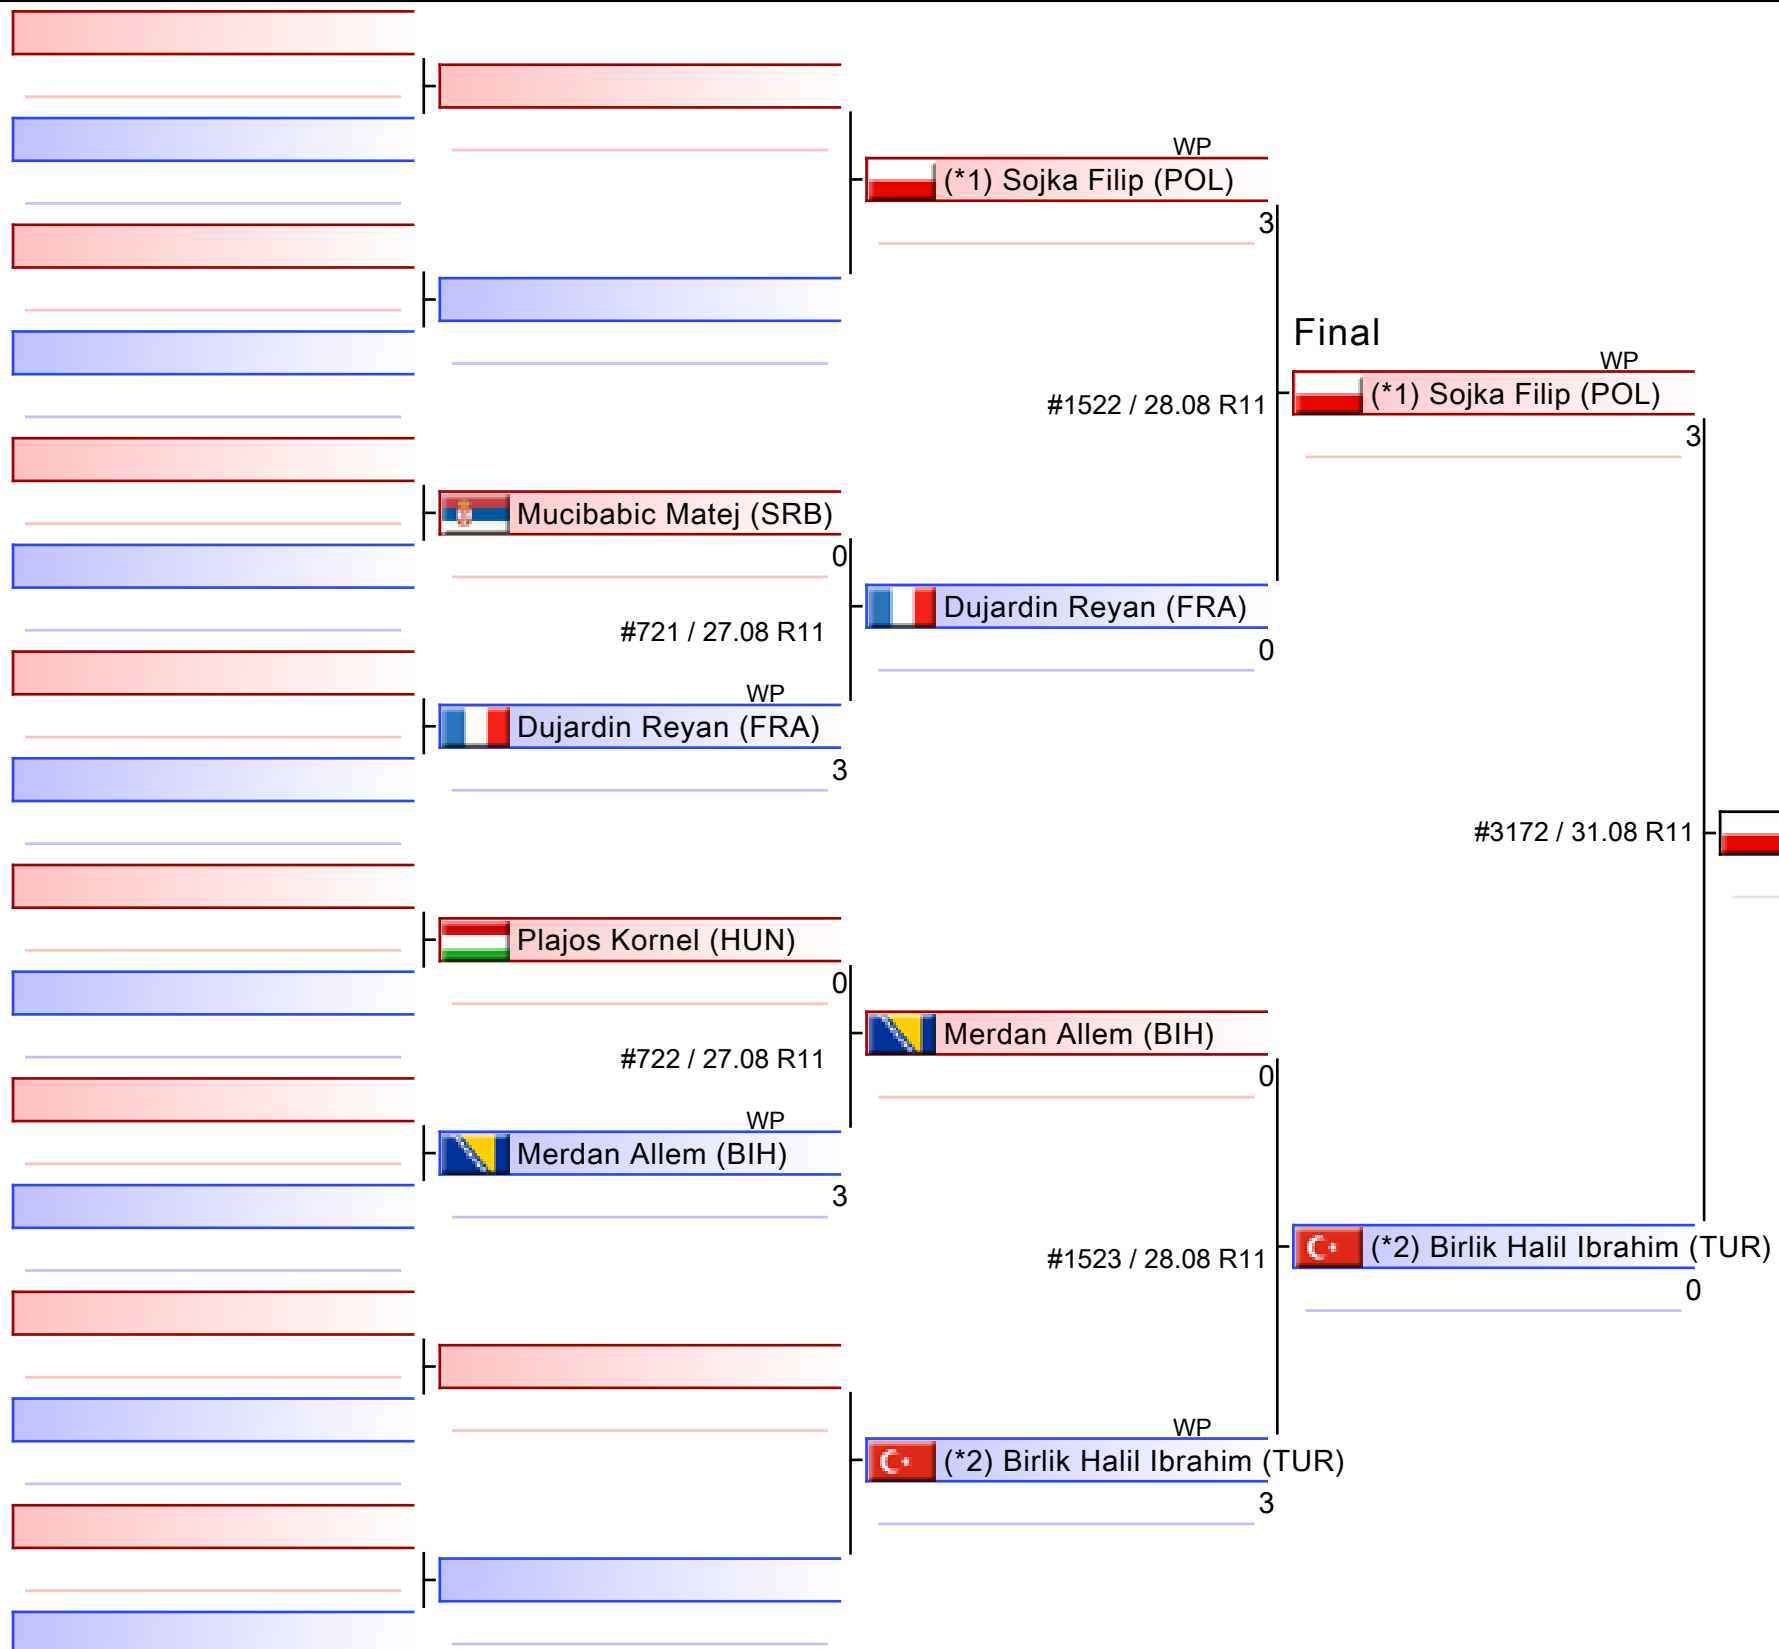 WP
(*1) Sojka Filip (POL)
3
Final
WP
#1522 / 28.08 R11
(*1) Sojka Filip (POL)
3
Mucibabic Matej (SRB)
0
Dujardin Reyan (FRA)
#721 / 27.08 R11
0
WP
Dujardin Reyan (FRA)
3
#3172 / 31.08 R11
Plajos Kornel (HUN)
0
Merdan Allem (BIH)
#722 / 27.08 R11
0
WP
Merdan Allem (BIH)
3
#1523 / 28.08 R11
(*2) Birlik Halil Ibrahim (TUR)
0
WP
(*2) Birlik Halil Ibrahim (TUR)
3